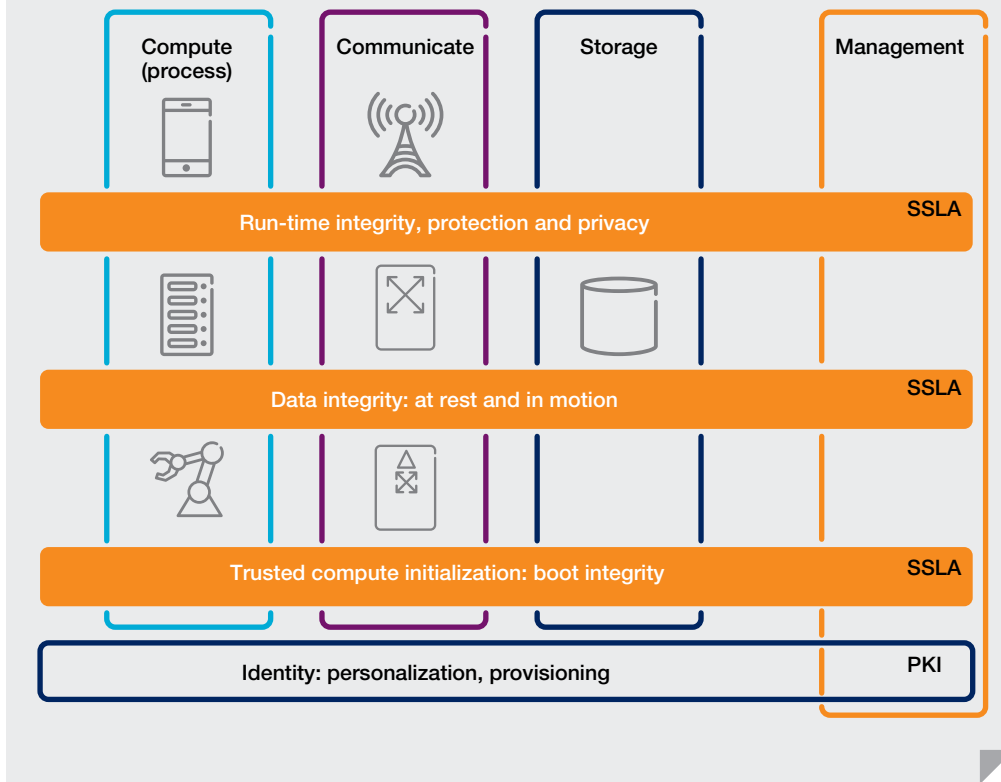 Compute
(process)
Communicate
Storage
Management
Run-time integrity, protection and privacy
SSLA
Data integrity: at rest and in motion
SSLA
Trusted compute initialization: boot integrity
SSLA
Identity: personalization, provisioning
PKI